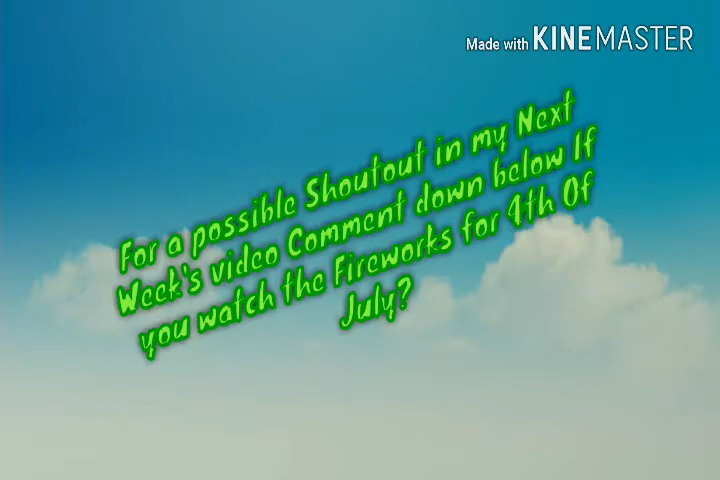 Made with KINEMASTER
For a possible Shoutout in my Next
Week's video Comment down below If
you watch the Fireworks for 4th Of
July?